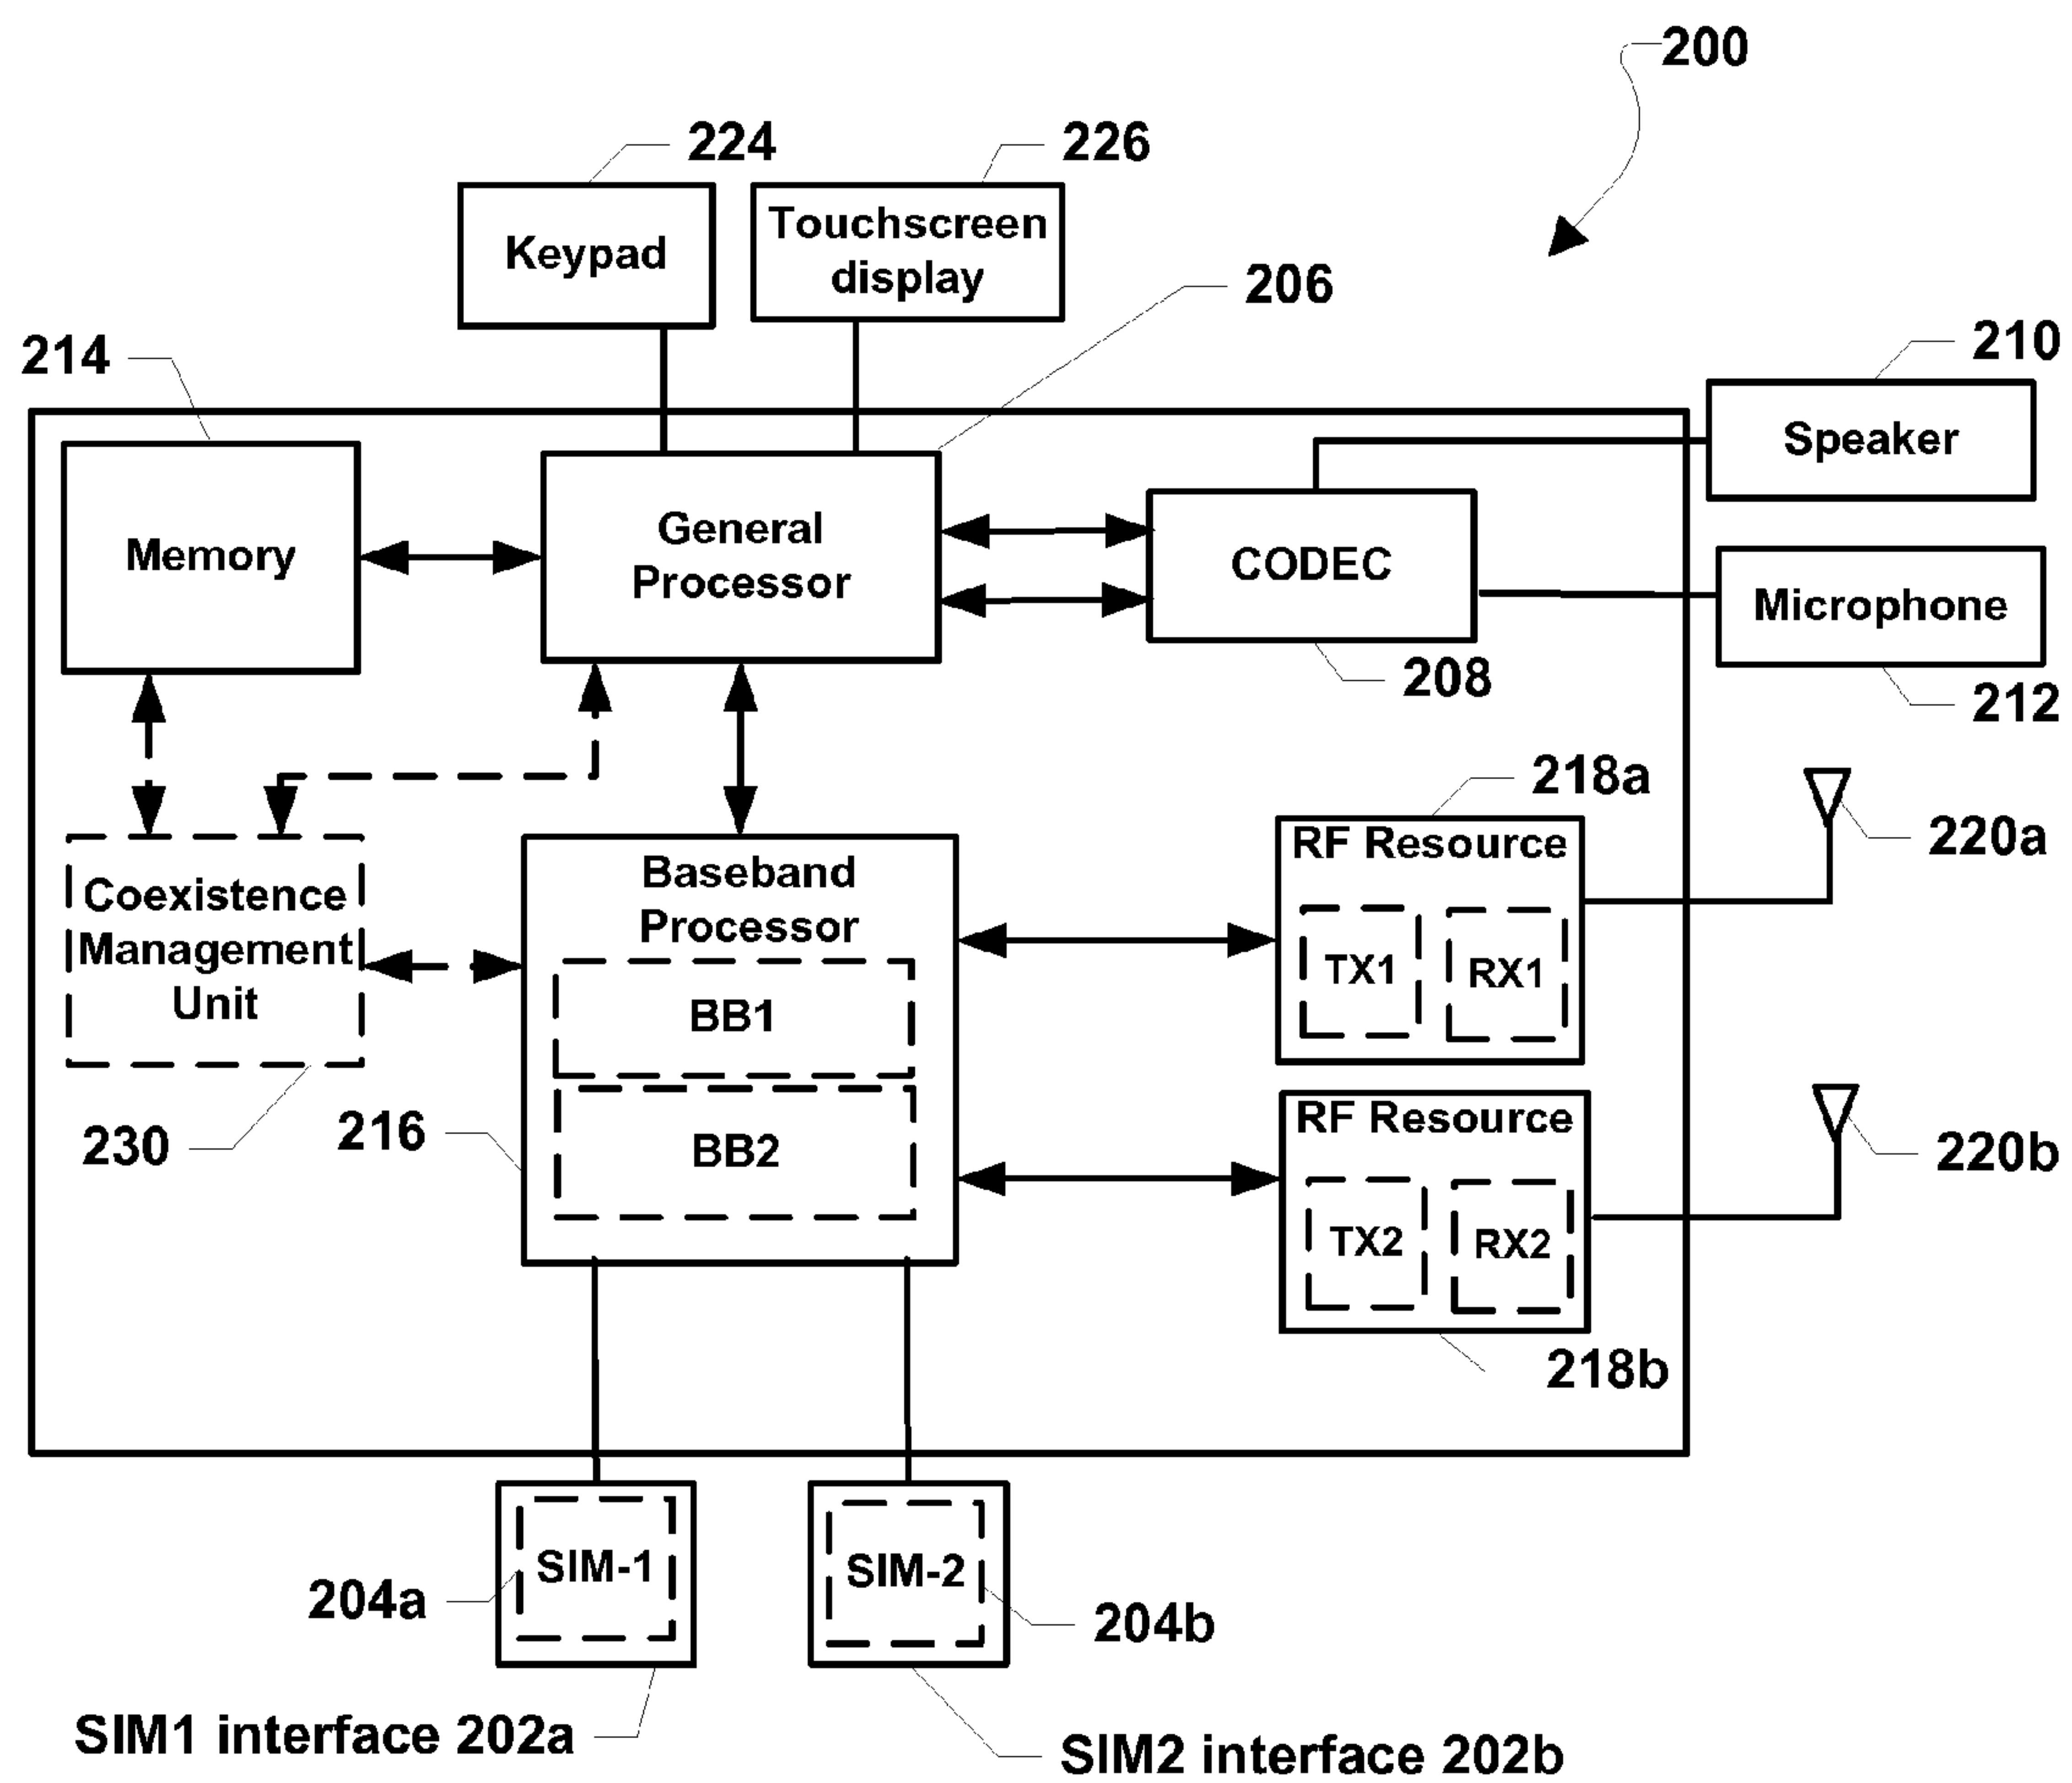 200
224
226
Keypad
Touchscreen
display
206
214
210
Speaker
Memory
General
Processor
CODEC
Microphone
208
212
218a
RF Resource
220a
TX1
RX1
Coexistence
Management
Unit
Baseband
Processor
BB1
BB2
230
216
RF Resource
220b
TX2
RX2
218b
SIM-1
SIM-2
204a
204b
SIM1 interface 202a
SIM2 interface 202b